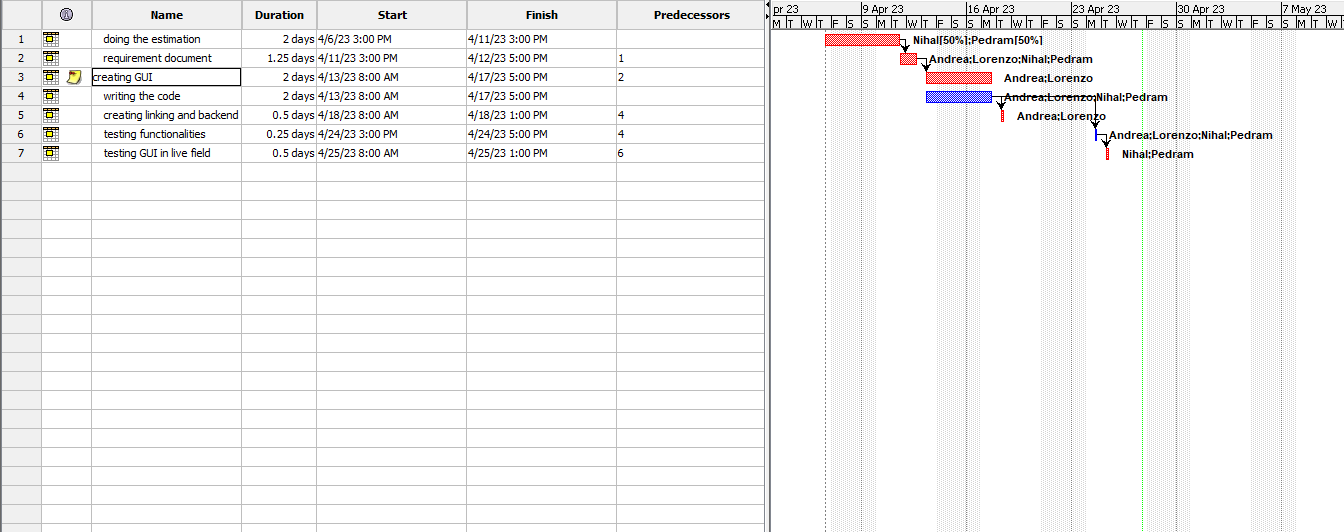 Name Duration Start Finish Predecessors
1 doing the estimation 2 days 4/6/23 3:00 PM 4/11/23 3:00 PM
2 requirement document 1.25 days 4/11/23 3:00 PM 4/12/23 5:00 PM 1
3 creating GUI 2 days 4/13/23 8:00 AM 4/17/23 5:00 PM 2
4 writing the code 2 days 4/13/23 8:00 AM 4/17/23 5:00 PM
5 creating linking and backend 0.5 days 4/18/23 8:00 AM 4/18/23 1:00 PM 4
6 testing functionalities 0.25 days 4/24/23 3:00 PM 4/24/23 5:00 PM 4
7 testing GUI in live field 0.5 days 4/25/23 8:00 AM 4/25/23 1:00 PM 6
pr 23 9 Apr 23 16 Apr 23 23 Apr 23 30 Apr 23 7 May 23
M T W T F S S M T W T F S S M T W T F S S M T W T F S S M T W T F S S M T W
Nihal[50%];Pedram[50%]
Andrea;Lorenzo;Nihal;Pedram
Andrea;Lorenzo
Andrea;Lorenzo;Nihal;Pedram
Andrea;Lorenzo
Andrea;Lorenzo;Nihal;Pedram
Nihal;Pedram